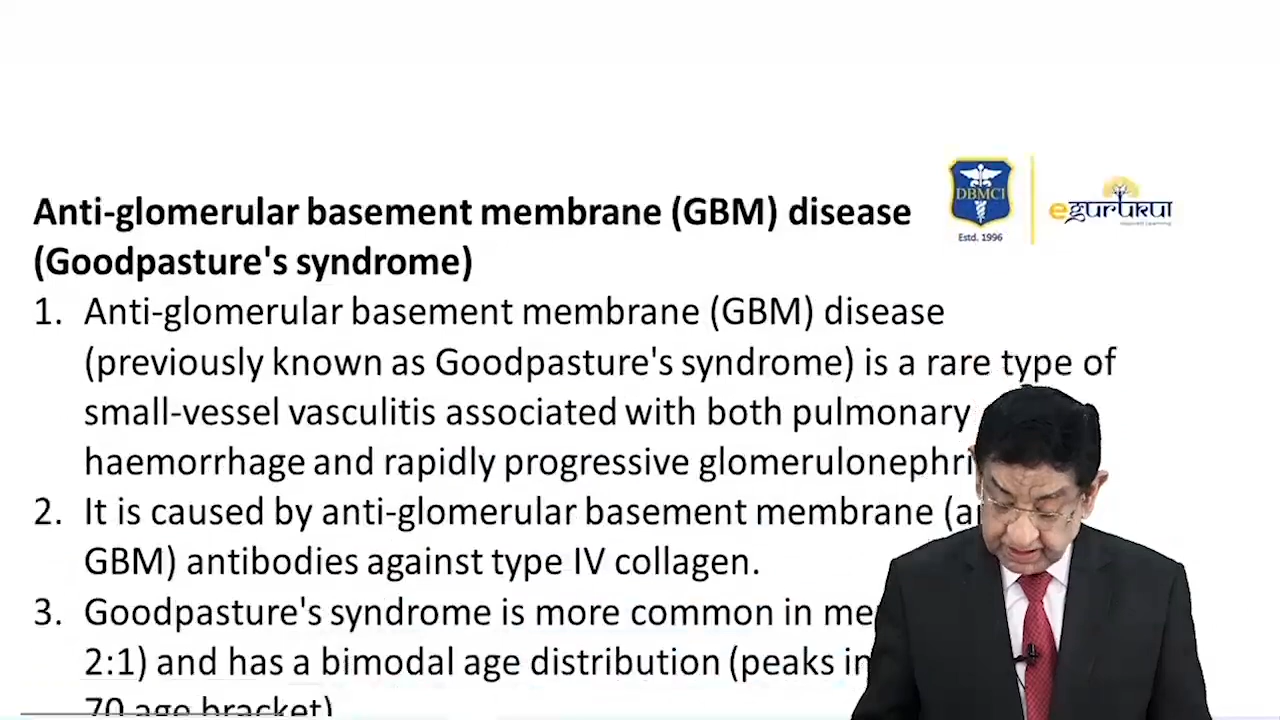 Anti-glomerular basement membrane (GBM) disease
(Goodpasture's syndrome)
1. Anti-glomerular basement membrane (GBM) disease
(previously known as Goodpasture's syndrome) is a rare type of
small-vessel vasculitis associated with both pulmonary
haemorrhage and rapidly progressive
2. It is caused by anti-glomerular basement membrane
GBM) antibodies against type IV collagen.
3. Goodpasture's syndrome is more common in
2:1) and has a bimodal age distribution (peaks in
70 age bracket)
DBMCI
Estd. 1996
egurukul